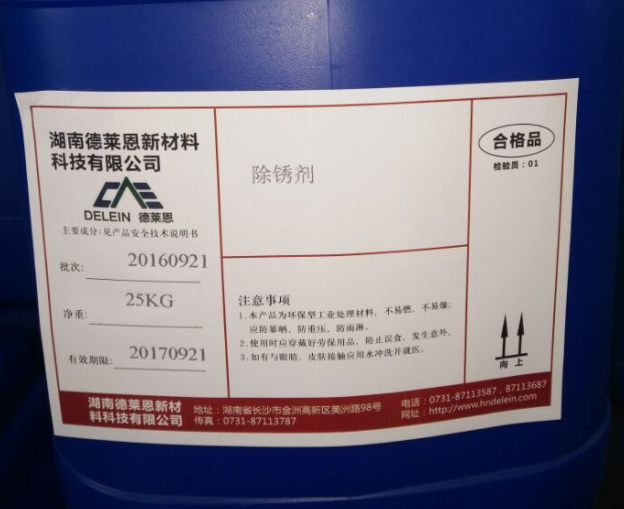 湖南德莱恩新材料
科技有限公司
DELEIN 德莱恩
主要成分:见产品安全技术说明书
批次: 20160921
净重: 25KG
有效期限: 20170921
除锈剂
注意事项
1.本产品为环保型工业处理材料，不易燃、不易爆;
应防暴晒、防重压、防雨淋。
2.使用时应穿戴好劳保用品，防止误食，发生意外。
3.如有与眼睛、皮肤接触应用水冲洗并就医。
合格品
检验员：01
向 上
湖南德莱恩新材
料科技有限公司
地址：湖南省长沙市金洲高新区美洲路98号
传真：0731-87113787
电话：0731-87113587，87113687
网址：http://www.hndelein.com